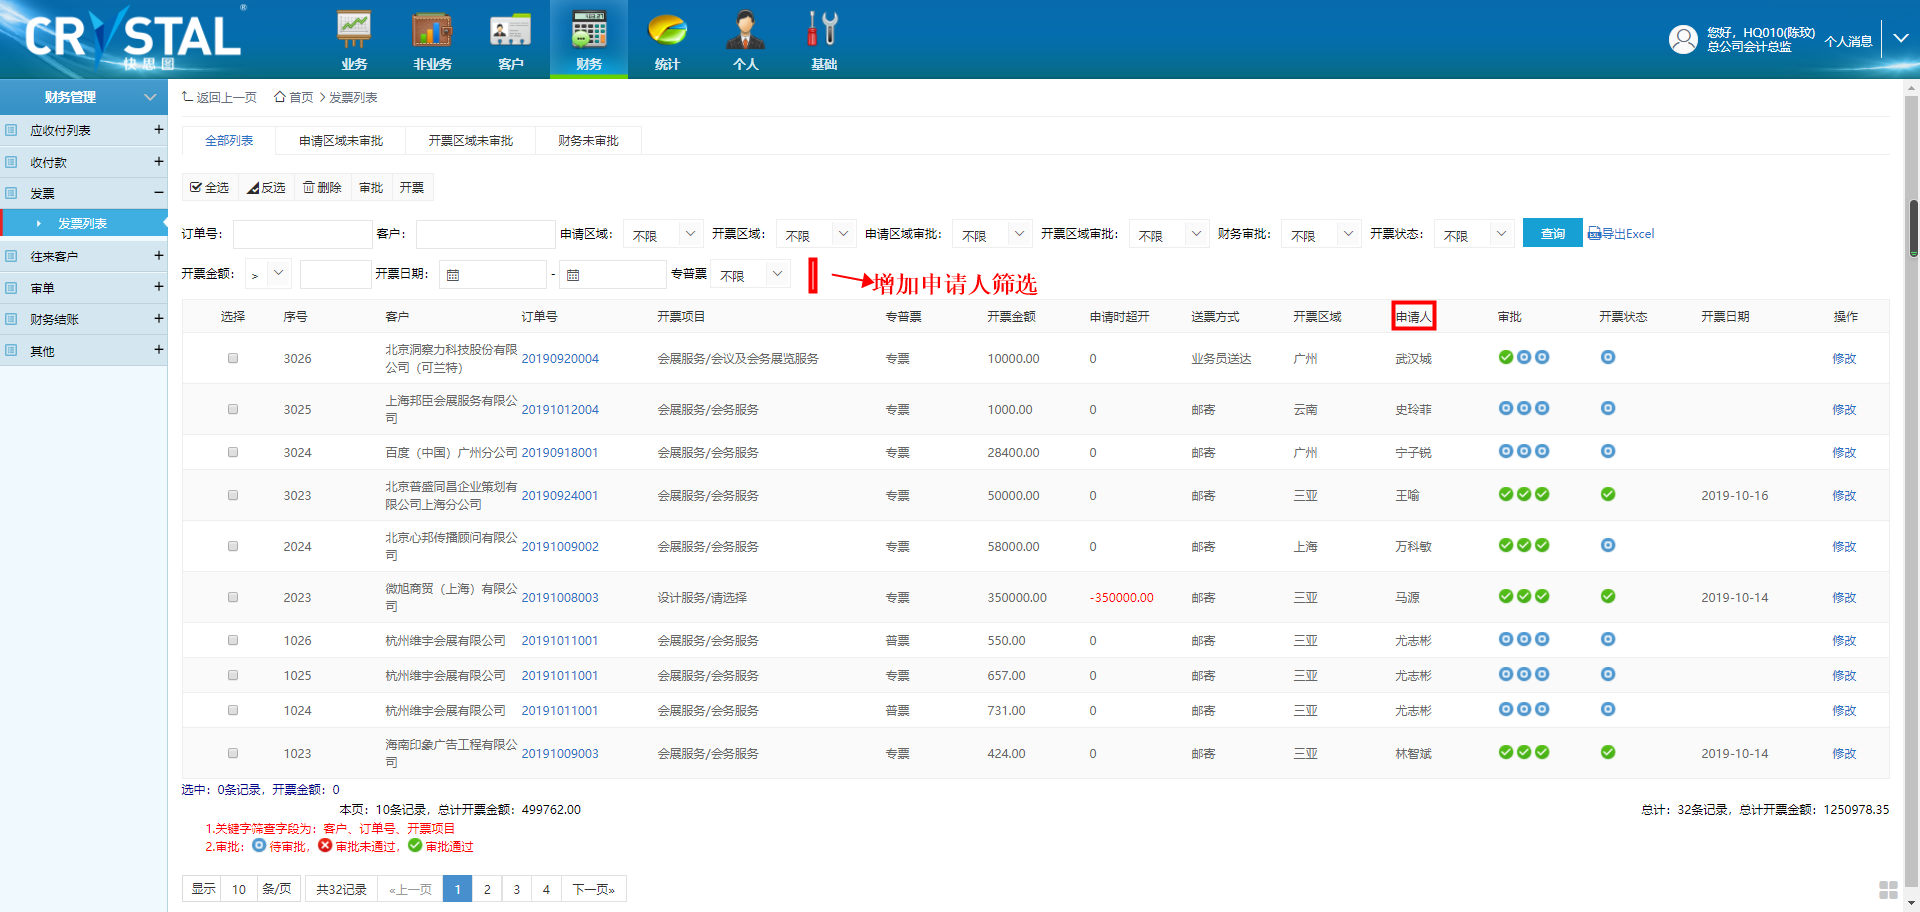 CRYSTAL ®
快思图
业务 非业务 客户 财务 统计 个人 基础
您好，HQ010(陈玟)
总公司会计总监
个人消息
财务管理
应收付列表 +
收付款 +
发票 −
发票列表
往来客户 +
审单 +
财务结账 +
其他 +
返回上一页 首页 > 发票列表
全部列表 申请区域未审批 开票区域未审批 财务未审批
全选 反选 删除 审批 开票
订单号： 客户： 申请区域： 不限 开票区域： 不限 申请区域审批： 不限 开票区域审批： 不限 财务审批： 不限 开票状态： 不限 查询 导出Excel
开票金额： > 开票日期： - 专普票 不限
增加申请人筛选
选择 序号 客户 订单号 开票项目 专普票 开票金额 申请时超开 送票方式 开票区域 申请人 审批 开票状态 开票日期 操作
3026 北京洞察力科技股份有限公司（可兰特） 20190920004 会展服务/会议及会务展览服务 专票 10000.00 0 业务员送达 广州 武汉城 修改
3025 上海邦臣会展服务有限公司 20191012004 会展服务/会务服务 专票 1000.00 0 邮寄 云南 史玲菲 修改
3024 百度（中国）广州分公司 20190918001 会展服务/会务服务 专票 28400.00 0 邮寄 广州 宁子锐 修改
3023 北京普盛同昌企业策划有限公司上海分公司 20190924001 会展服务/会务服务 专票 50000.00 0 邮寄 三亚 王喻 2019-10-16 修改
2024 北京心邦传播顾问有限公司 20191009002 会展服务/会务服务 专票 58000.00 0 邮寄 上海 万科敏 修改
2023 微旭商贸（上海）有限公司 20191008003 设计服务/请选择 专票 350000.00 -350000.00 邮寄 三亚 马源 2019-10-14 修改
1026 杭州维宇会展有限公司 20191011001 会展服务/会务服务 普票 550.00 0 邮寄 三亚 尤志彬 修改
1025 杭州维宇会展有限公司 20191011001 会展服务/会务服务 专票 657.00 0 邮寄 三亚 尤志彬 修改
1024 杭州维宇会展有限公司 20191011001 会展服务/会务服务 普票 731.00 0 邮寄 三亚 尤志彬 修改
1023 海南印象广告工程有限公司 20191009003 会展服务/会务服务 专票 424.00 0 邮寄 三亚 林智斌 2019-10-14 修改
选中：0条记录，开票金额：0
本页：10条记录，总计开票金额：499762.00 总计：32条记录，总计开票金额：1250978.35
1.关键字筛查字段为：客户、订单号、开票项目
2.审批： 待审批， 审批未通过， 审批通过
显示 10 条/页 共32记录 «上一页 1 2 3 4 下一页»